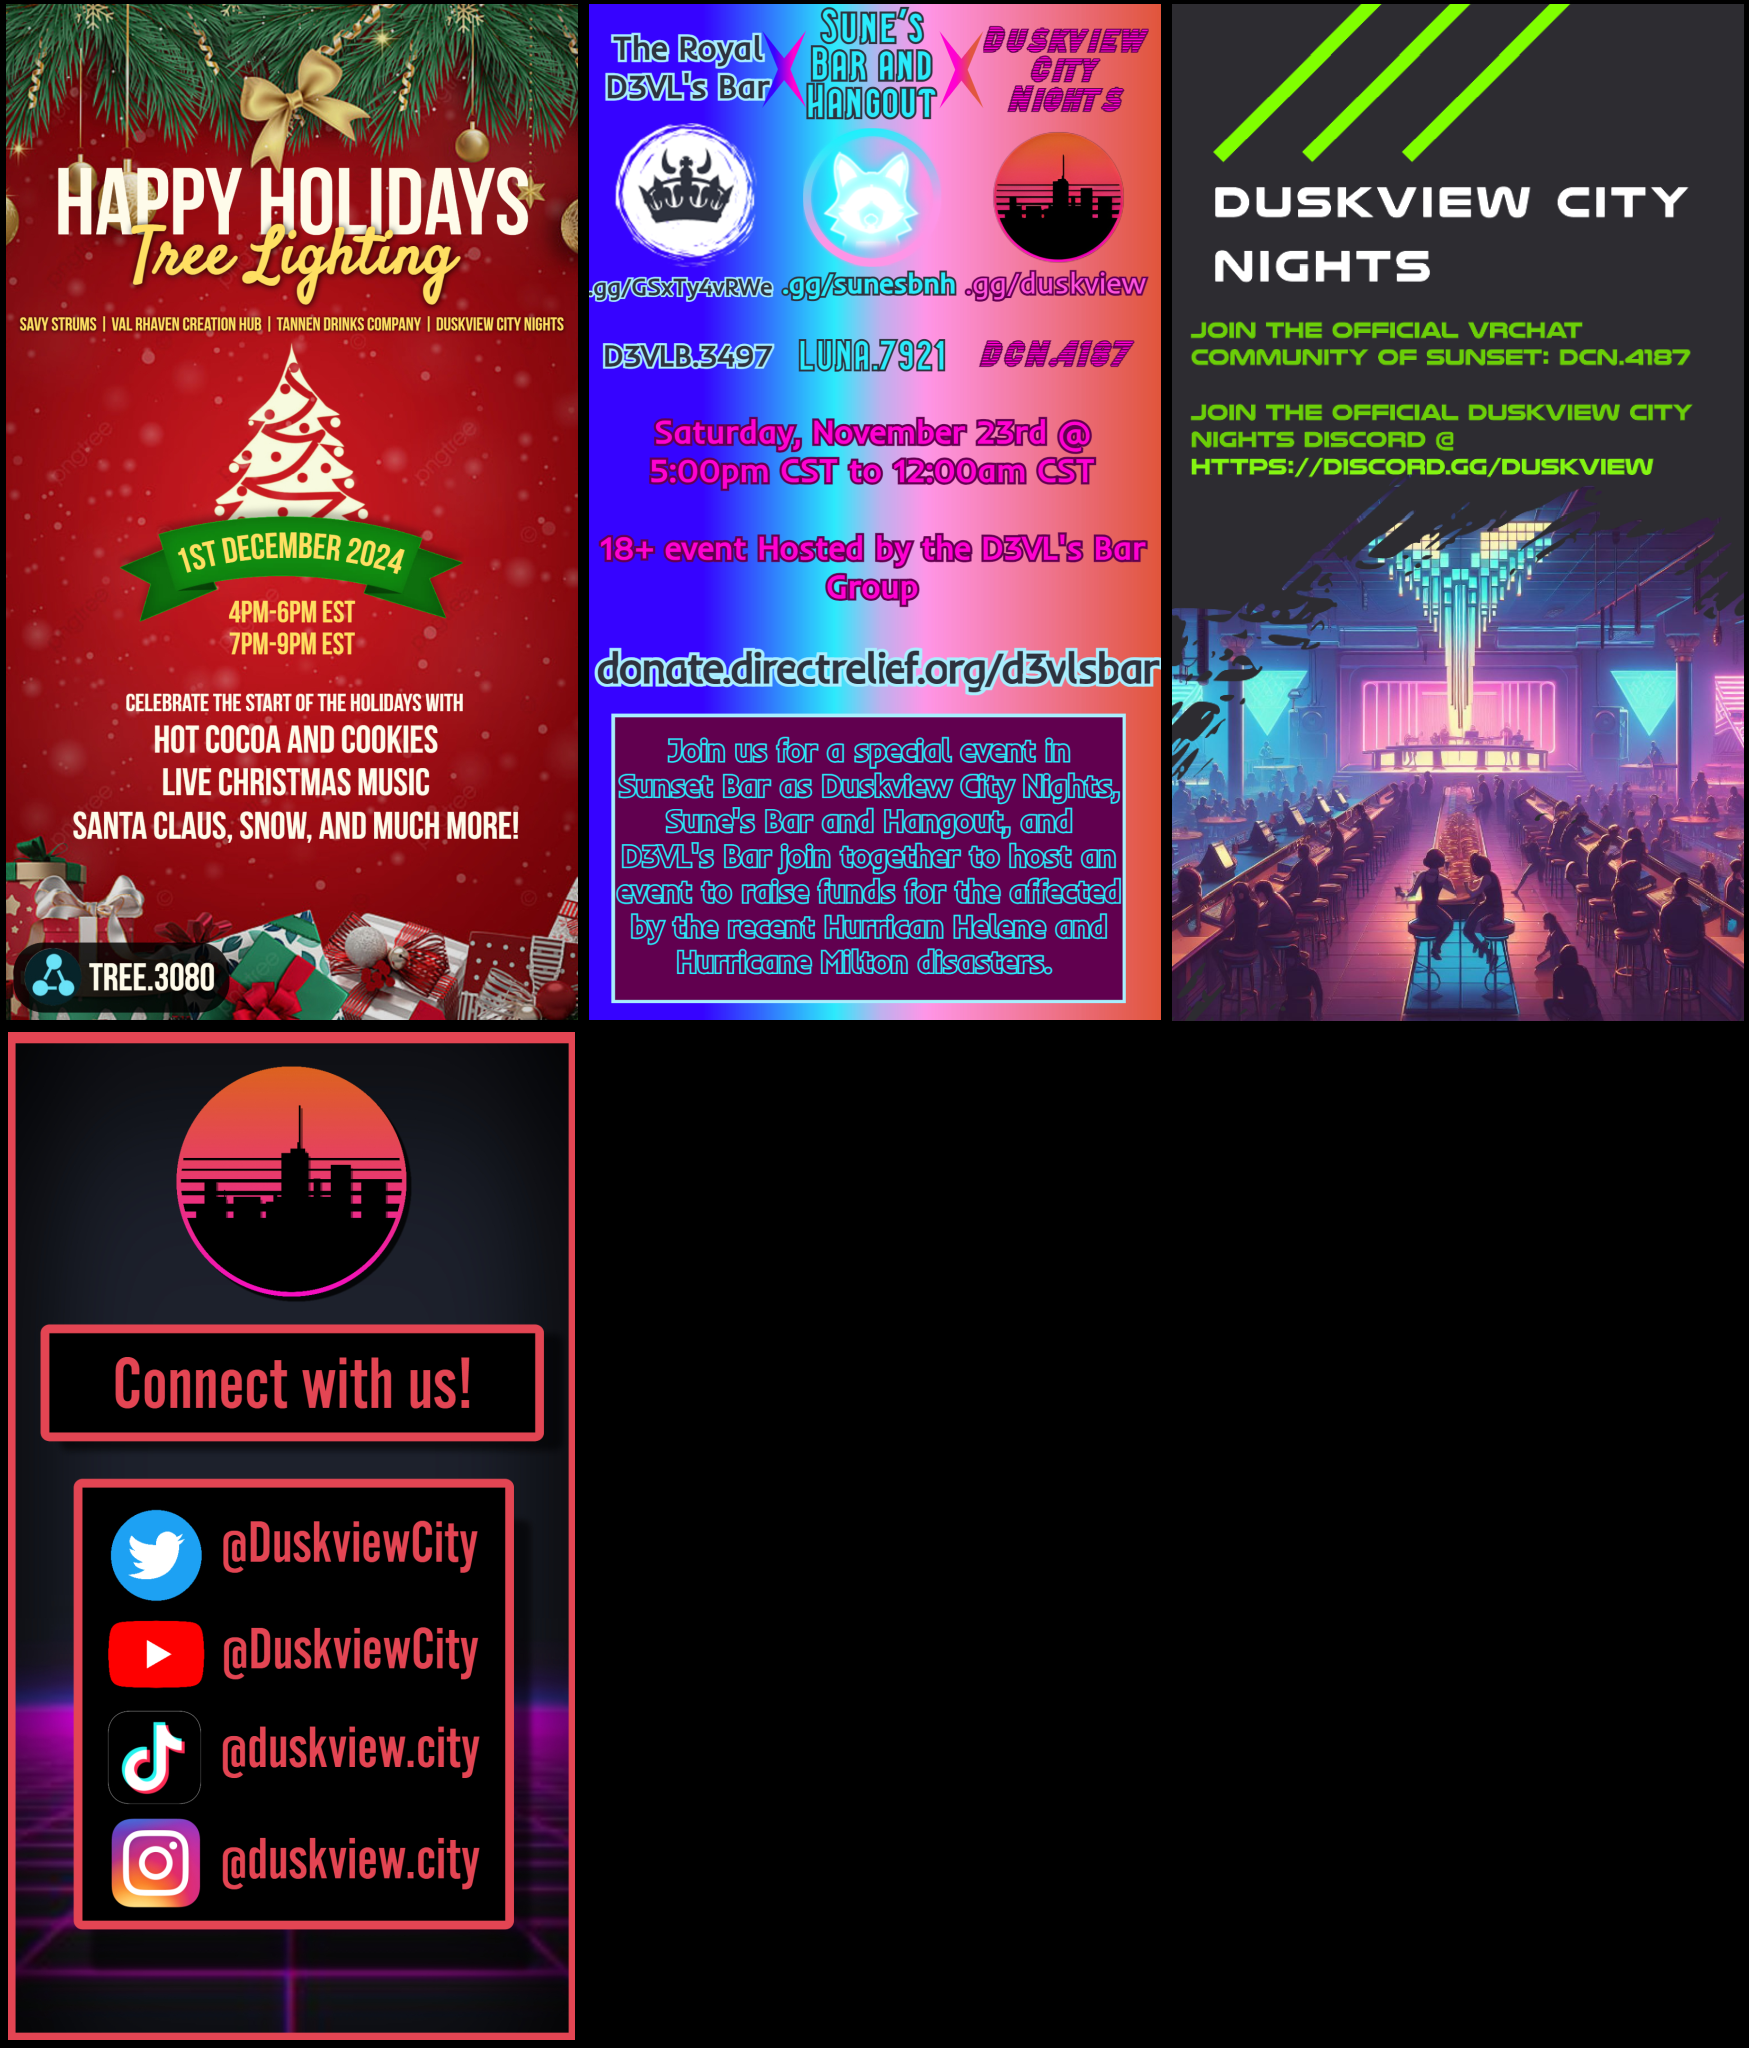 HAPPY HOLIDAYS
Tree Lighting
SAVY STRUMS | VAL RHAVEN CREATION HUB | TANNEN DRINKS COMPANY | DUSKVIEW CITY NIGHTS
1ST DECEMBER 2024
4PM-6PM EST
7PM-9PM EST
CELEBRATE THE START OF THE HOLIDAYS WITH
HOT COCOA AND COOKIES
LIVE CHRISTMAS MUSIC
SANTA CLAUS, SNOW, AND MUCH MORE!
TREE.3080
The Royal
D3VL's Bar
SUNE'S
BAR AND
HANGOUT
DUSKVIEW
CITY
NIGHTS
.gg/GSxTy4vRWe
.gg/sunesbnh
.gg/duskview
D3VLB.3497
LUNA.7921
DCN.4187
Saturday, November 23rd @
5:00pm CST to 12:00am CST
18+ event Hosted by the D3VL's Bar
Group
donate.directrelief.org/d3vlsbar
Join us for a special event in
Sunset Bar as Duskview City Nights,
Sune's Bar and Hangout, and
D3VL's Bar join together to host an
event to raise funds for the affected
by the recent Hurrican Helene and
Hurricane Milton disasters.
DUSKVIEW CITY
NIGHTS
JOIN THE OFFICIAL VRCHAT
COMMUNITY OF SUNSET: DCN.4187
JOIN THE OFFICIAL DUSKVIEW CITY
NIGHTS DISCORD @
HTTPS://DISCORD.GG/DUSKVIEW
Connect with us!
@DuskviewCity
@DuskviewCity
@duskview.city
@duskview.city